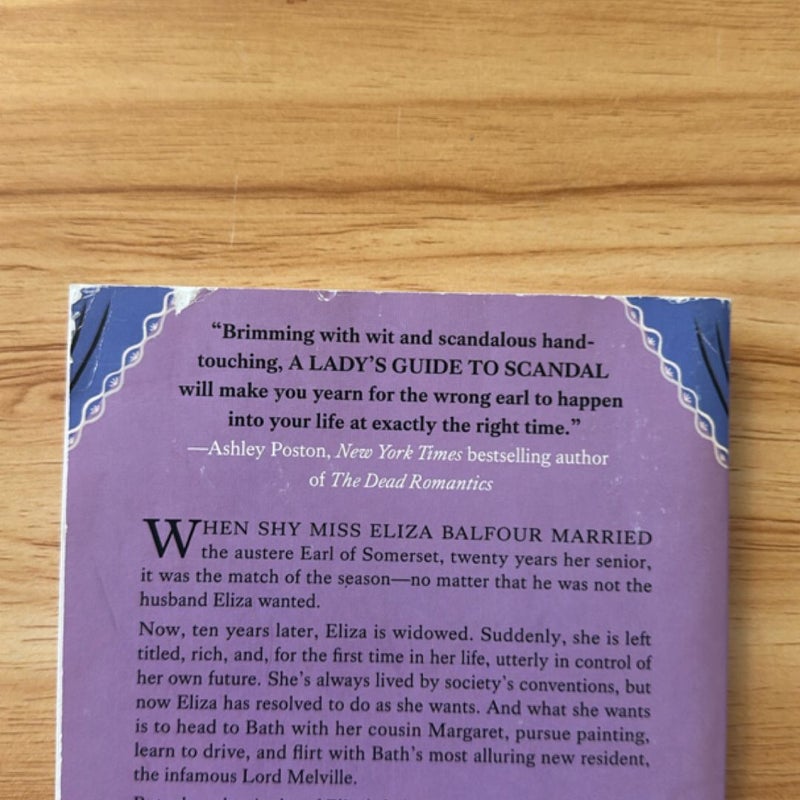 “Brimming with wit and scandalous hand-
touching, A LADY’S GUIDE TO SCANDAL
will make you yearn for the wrong earl to happen
into your life at exactly the right time.”
—Ashley Poston, New York Times bestselling author
of The Dead Romantics
WHEN SHY MISS ELIZA BALFOUR MARRIED
the austere Earl of Somerset, twenty years her senior,
it was the match of the season—no matter that he was not the
husband Eliza wanted.
Now, ten years later, Eliza is widowed. Suddenly, she is left
titled, rich, and, for the first time in her life, utterly in control of
her own future. She’s always lived by society’s conventions, but
now Eliza has resolved to do as she wants. And what she wants
is to head to Bath with her cousin Margaret, pursue painting,
learn to drive, and flirt with Bath’s most alluring new resident,
the infamous Lord Melville.